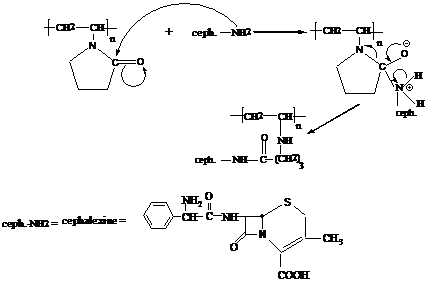 CH2 CH n
N
C O
+
ceph. NH2
CH2 CH n
N O ⊖
C
H
N ⊕
H
ceph.
CH2 CH n
NH
O
ceph. NH C (CH2)3
ceph.-NH2 = cephalexine =
NH2 O
CH C NH
S
O N
CH3
COOH